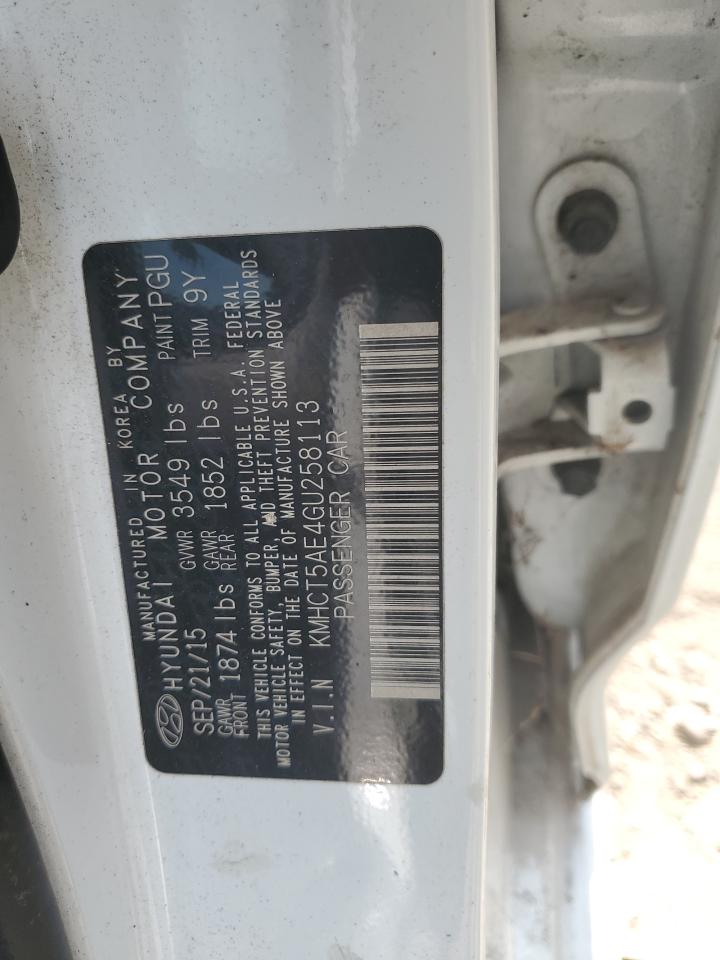 MANUFACTURED IN KOREA BY
HYUNDAI MOTOR COMPANY
SEP/21/15 GVWR 3549 lbs PAINT PGU
GAWR FRONT 1874 lbs GAWR REAR 1852 lbs TRIM 9Y
THIS VEHICLE CONFORMS TO ALL APPLICABLE U.S.A. FEDERAL
MOTOR VEHICLE SAFETY, BUMPER, AND THEFT PREVENTION STANDARDS
IN EFFECT ON THE DATE OF MANUFACTURE SHOWN ABOVE
V.I.N KMHCT5AE4GU258113
PASSENGER CAR